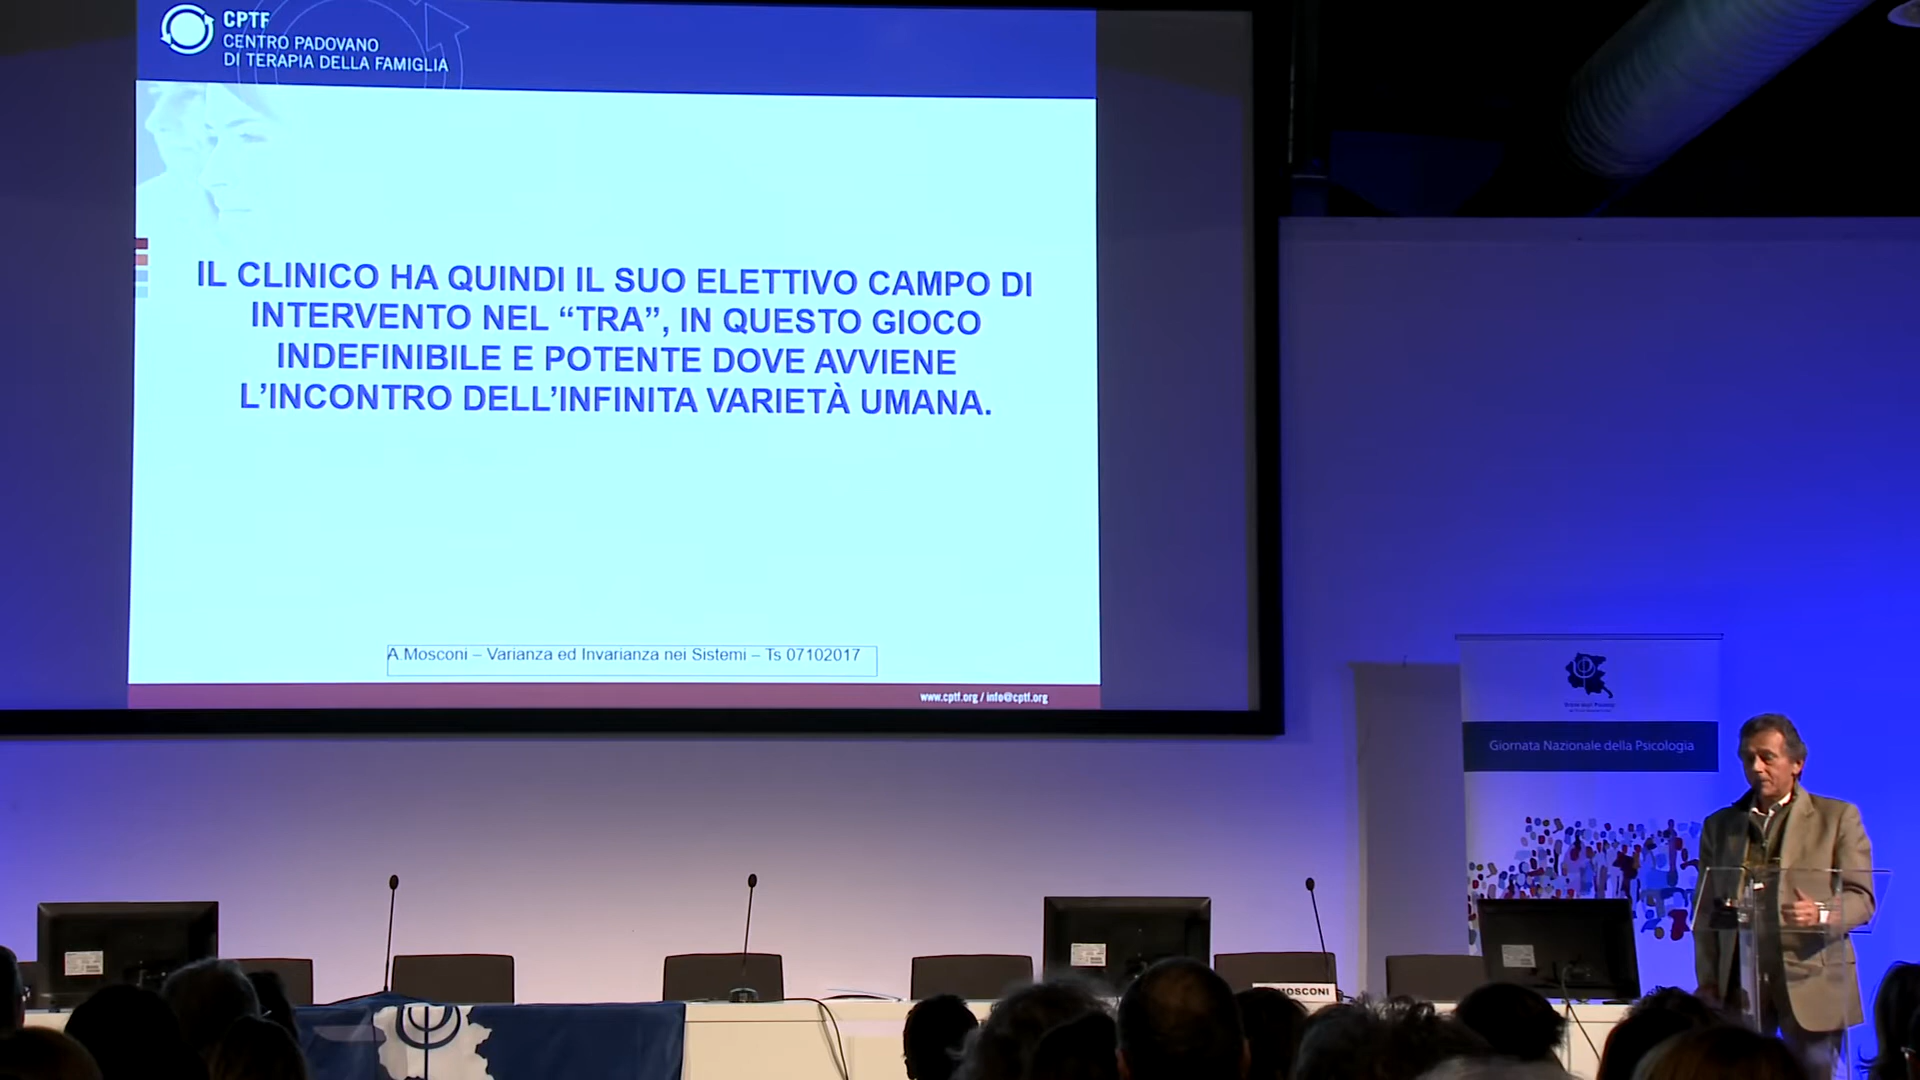 CPTF
CENTRO PADOVANO
DI TERAPIA DELLA FAMIGLIA
IL CLINICO HA QUINDI IL SUO ELETTIVO CAMPO DI
INTERVENTO NEL “TRA”, IN QUESTO GIOCO
INDEFINIBILE E POTENTE DOVE AVVIENE
L’INCONTRO DELL’INFINITA VARIETÀ UMANA.
A.Mosconi – Varianza ed Invarianza nei Sistemi – Ts 07102017
www.cptf.org / info@cptf.org
Giornata Nazionale della Psicologia
MOSCONI